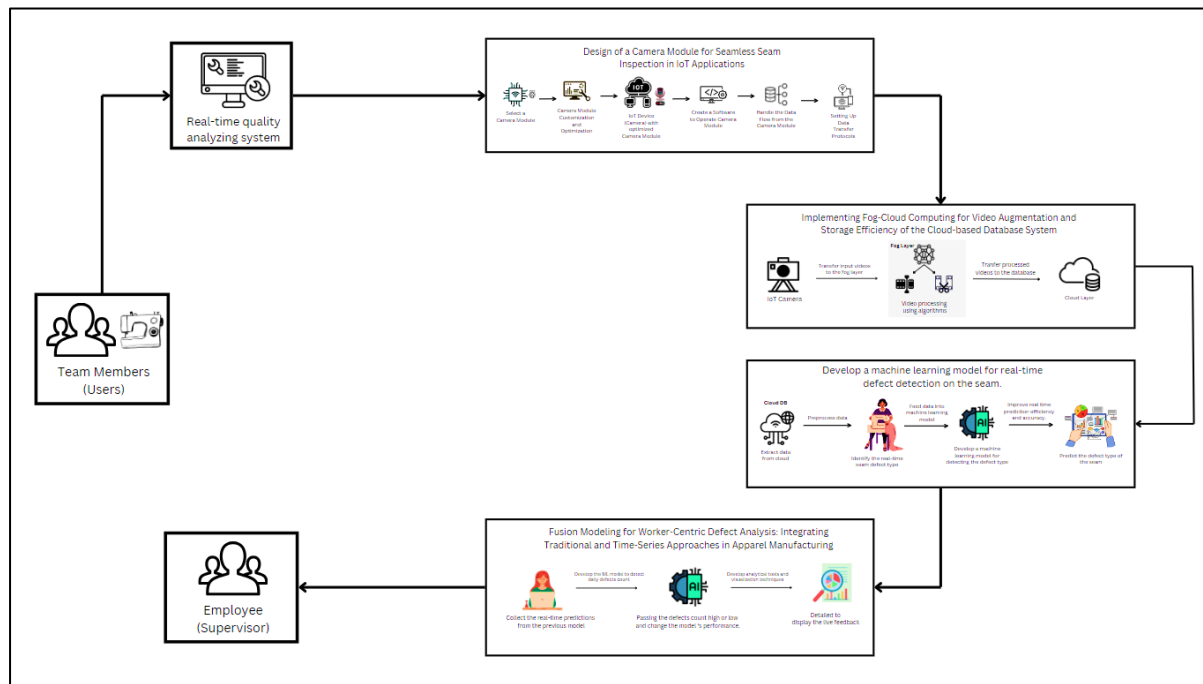 Real-time quality
analyzing system
Design of a Camera Module for Seamless Seam
Inspection in IoT Applications
Select a
Camera Module
Camera Module
Customization
and
Optimization
IOT
IoT Device
(Camera) with
optimized
Camera Module
Create a Software
to Operate Camera
Module
Handle the Data
Flow from the
Camera Module
Setting Up
Data
Transfer
Protocols
Implementing Fog-Cloud Computing for Video Augmentation and
Storage Efficiency of the Cloud-based Database System
IoT Camera
Transfer input videos
to the fog layer
Fog Layer
Video processing
using algorithms
Tranfer processed
videos to the database
Cloud Layer
Team Members
(Users)
Develop a machine learning model for real-time
defect detection on the seam.
Cloud DB
Extract data
from cloud
Preprocess data
Identify the real-time
seam defect type
Feed data into
machine learning
model
AI
Develop a machine
learning model for
detecting the defect type
Improve real time
prediction efficiency
and accuracy.
Predict the defect type of
the seam
Fusion Modeling for Worker-Centric Defect Analysis: Integrating
Traditional and Time-Series Approaches in Apparel Manufacturing
Collect the real-time predictions
from the previous model
Develop the ML model to detect
daily defects count
AI
Passing the defects count high or low
and change the model 's performance.
Develop analytical tools and
visualization techniques
Detailed to
display the live feedback
Employee
(Supervisor)